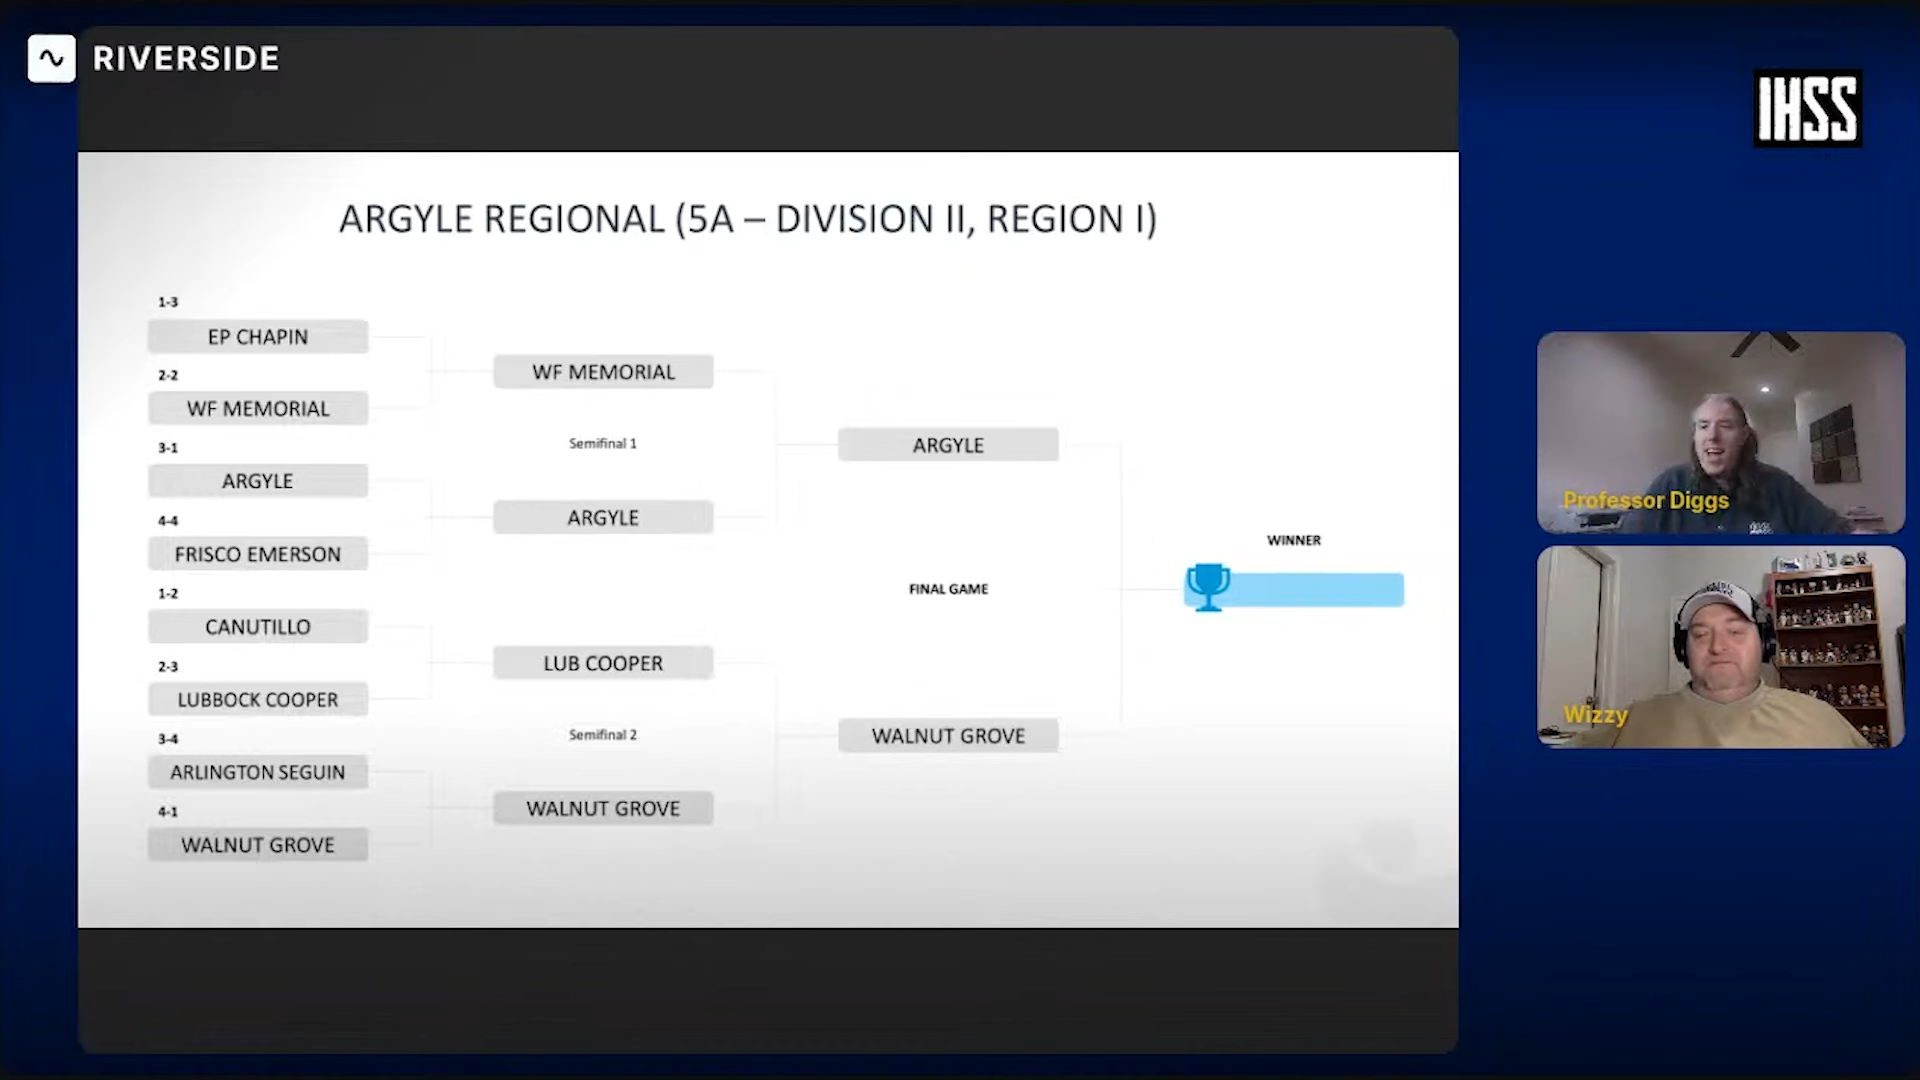 RIVERSIDE
IHSS
ARGYLE REGIONAL (5A – DIVISION II, REGION I)
1-3
EP CHAPIN
2-2
WF MEMORIAL
3-1
ARGYLE
4-4
FRISCO EMERSON
1-2
CANUTILLO
2-3
LUBBOCK COOPER
3-4
ARLINGTON SEGUIN
4-1
WALNUT GROVE
WF MEMORIAL
Semifinal 1
ARGYLE
LUB COOPER
Semifinal 2
WALNUT GROVE
ARGYLE
FINAL GAME
WALNUT GROVE
WINNER
Professor Diggs
Wizzy